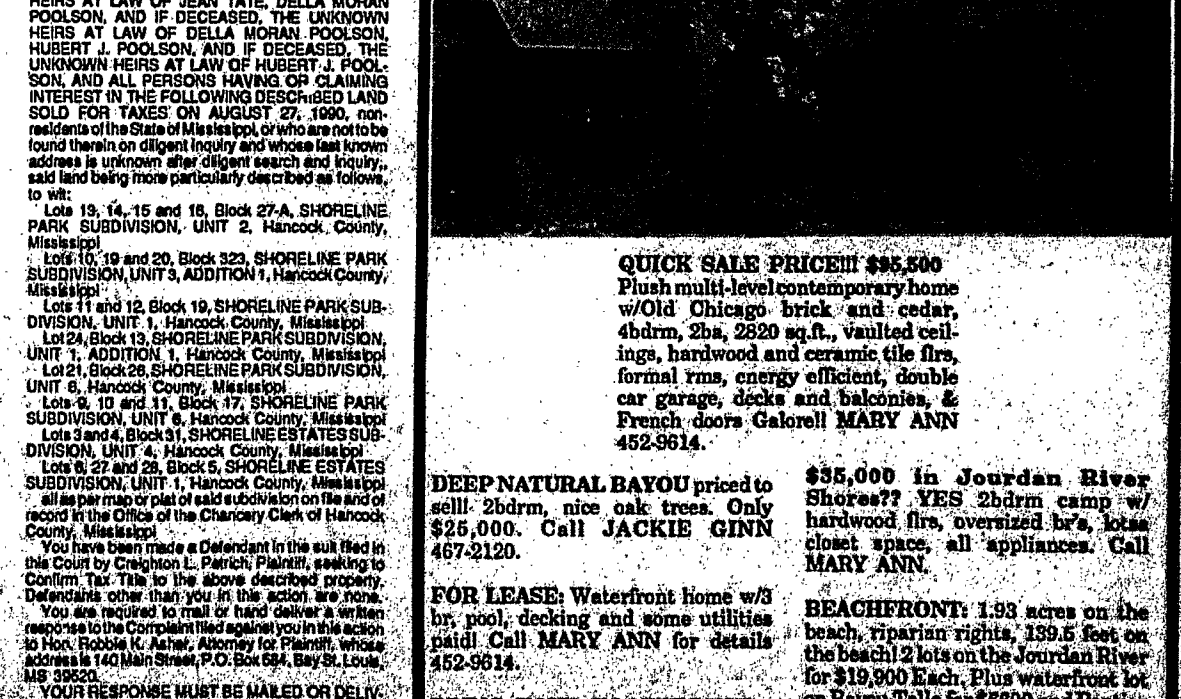 HEIRS AT LAW OF JEAN TATE, DELLA MORAN
POOLSON, AND IF DECEASED, THE UNKNOWN
HEIRS AT LAW OF DELLA MORAN POOLSON,
HUBERT J. POOLSON, AND IF DECEASED, THE
UNKNOWN HEIRS AT LAW OF HUBERT J. POOL-
SON, AND ALL PERSONS HAVING OR CLAIMING
INTEREST IN THE FOLLOWING DESCRIBED LAND
SOLD FOR TAXES ON AUGUST 27, 1990, non-
residents of the State of Mississippi, or who are not to be
found therein on diligent inquiry and whose last known
address is unknown after diligent search and inquiry,
said land being more particularly described as follows,
to wit:
Lots 13, 14, 15 and 16, Block 27-A, SHORELINE
PARK SUBDIVISION, UNIT 2, Hancock County,
Mississippi
Lots 10, 19 and 20, Block 323, SHORELINE PARK
SUBDIVISION, UNIT 3, ADDITION 1, Hancock County,
Mississippi
Lots 11 and 12, Block 19, SHORELINE PARK SUB-
DIVISION, UNIT 1, Hancock County, Mississippi
Lot 24, Block 13, SHORELINE PARK SUBDIVISION,
UNIT 1, ADDITION 1, Hancock County, Mississippi
Lot 21, Block 26, SHORELINE PARK SUBDIVISION,
UNIT 6, Hancock County, Mississippi
Lots 9, 10 and 11, Block 17, SHORELINE PARK
SUBDIVISION, UNIT 6, Hancock County, Mississippi
Lots 3 and 4, Block 31, SHORELINE ESTATES SUB-
DIVISION, UNIT 4, Hancock County, Mississippi
Lots 6, 27 and 28, Block 5, SHORELINE ESTATES
SUBDIVISION, UNIT 1, Hancock County, Mississippi
all as per map or plat of said subdivision on file and of
record in the Office of the Chancery Clerk of Hancock
County, Mississippi
You have been made a Defendant in the suit filed in
this Court by Creighton L. Petrich, Plaintiff, seeking to
Confirm Tax Title to the above described property.
Defendants other than you in this action are none.
You are required to mail or hand deliver a written
response to the Complaint filed against you in this action
to Hon. Robbie K. Asher, Attorney for Plaintiff, whose
address is 140 Main Street, P.O. Box 584, Bay St. Louis,
MS 39520.
YOUR RESPONSE MUST BE MAILED OR DELIV-
QUICK SALE PRICE!!! $95,500
Plush multi-level contemporary home
w/Old Chicago brick and cedar,
4bdrm, 2ba, 2820 sq.ft., vaulted ceil-
ings, hardwood and ceramic tile flrs,
formal rms, energy efficient, double
car garage, decks and balconies, &
French doors Galore!! MARY ANN
452-9614.
DEEP NATURAL BAYOU priced to
sell! 2bdrm, nice oak trees. Only
$25,000. Call JACKIE GINN
467-2120.
FOR LEASE: Waterfront home w/3
br, pool, decking and some utilities
paid! Call MARY ANN for details
452-9614.
$35,000 in Jourdan River
Shores?? YES 2bdrm camp w/
hardwood flrs, oversized br's, lotsa
closet space, all appliances. Call
MARY ANN.
BEACHFRONT: 1.93 acres on the
beach, riparian rights, 139.5 feet on
the beach! 2 lots on the Jourdan River
for $19,900 Each. Plus waterfront lot